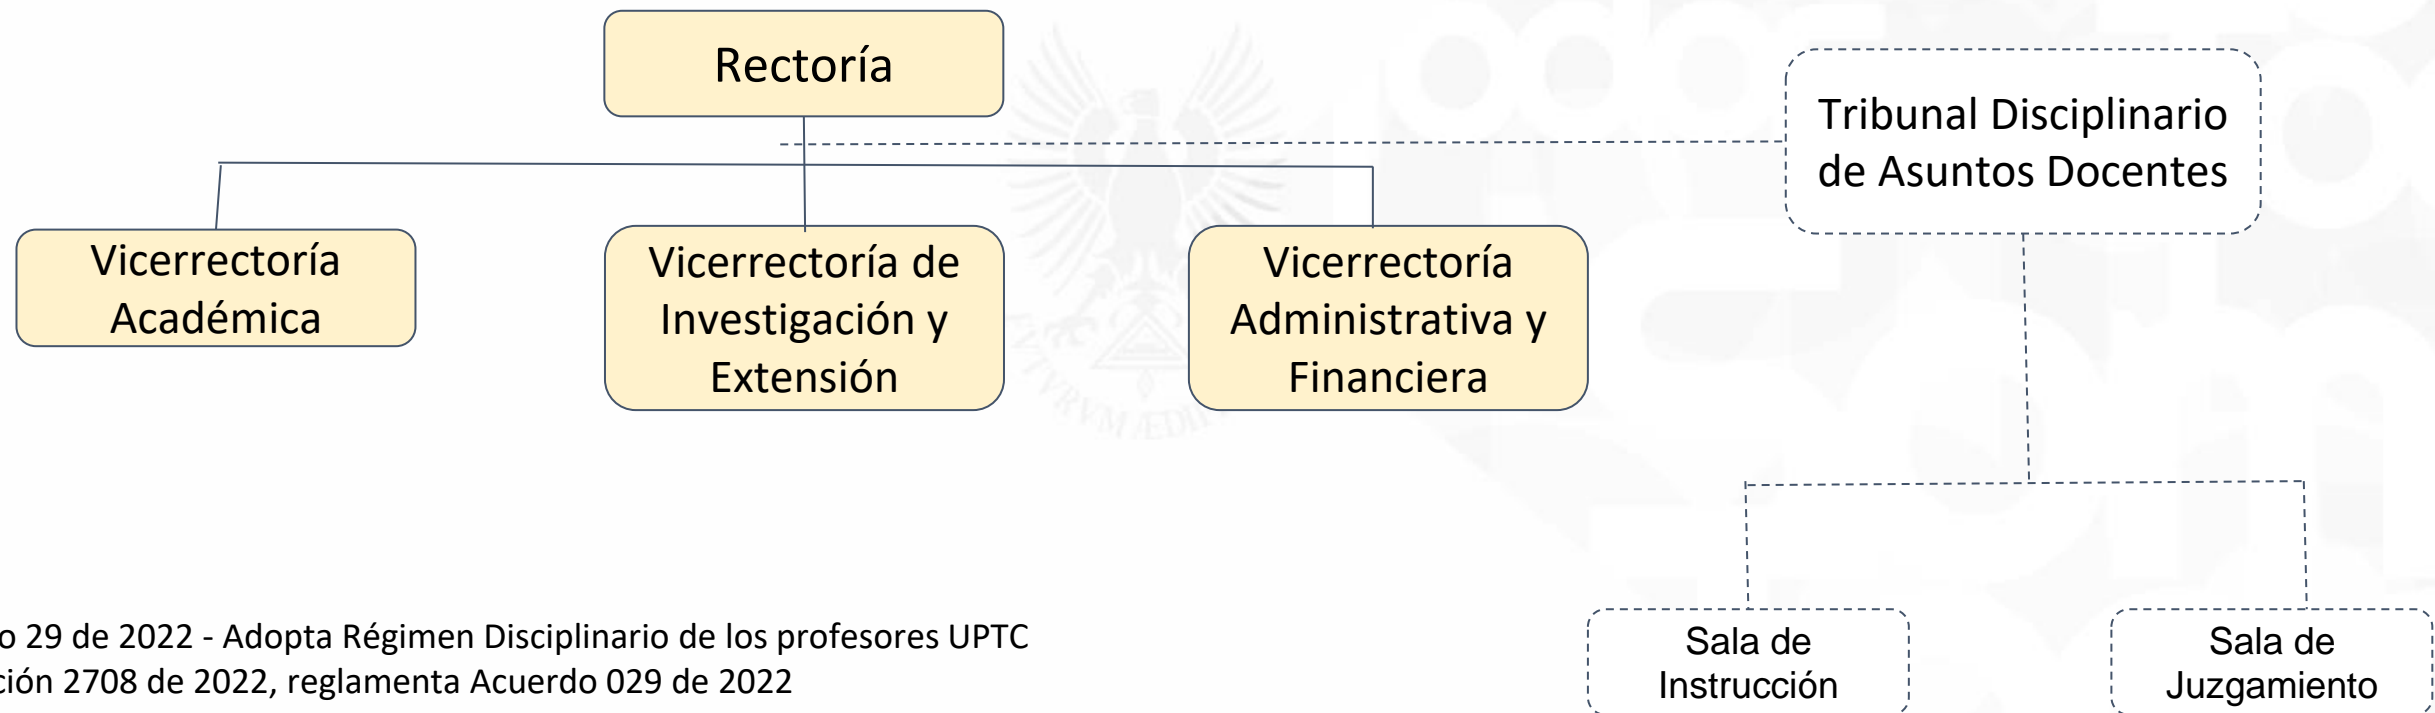 Rectoría
Tribunal Disciplinario
de Asuntos Docentes
Vicerrectoría
Académica
Vicerrectoría de
Investigación y
Extensión
Vicerrectoría
Administrativa y
Financiera
o 29 de 2022 - Adopta Régimen Disciplinario de los profesores UPTC
ción 2708 de 2022, reglamenta Acuerdo 029 de 2022
Sala de
Instrucción
Sala de
Juzgamiento